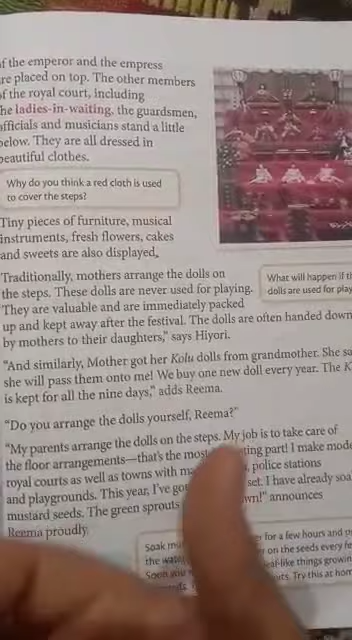 of the emperor and the empress
are placed on top. The other members
of the royal court, including
the ladies-in-waiting, the guardsmen,
officials and musicians stand a little
below. They are all dressed in
beautiful clothes.
Why do you think a red cloth is used
to cover the steps?
Tiny pieces of furniture, musical
instruments, fresh flowers, cakes
and sweets are also displayed.
Traditionally, mothers arrange the dolls on
the steps. These dolls are never used for playing.
They are valuable and are immediately packed
up and kept away after the festival. The dolls are often handed down
by mothers to their daughters," says Hiyori.
What will happen if
dolls are used for
"And similarly, Mother got her Kolu dolls from grandmother. She
she will pass them onto me! We buy one new doll every year. The
is kept for all the nine days," adds Reema.
"Do you arrange the dolls yourself, Reema?"
"My parents arrange the dolls on the steps. My job is to take care of
the floor arrangements—that's the most part! I make
royal courts as well as towns with police stations
and playgrounds. This year, I've set. I have already
mustard seeds. The green sprouts announces
Reema proudly.
Soak for a few hours and
the water on the seeds every
Soon you things
Try this at